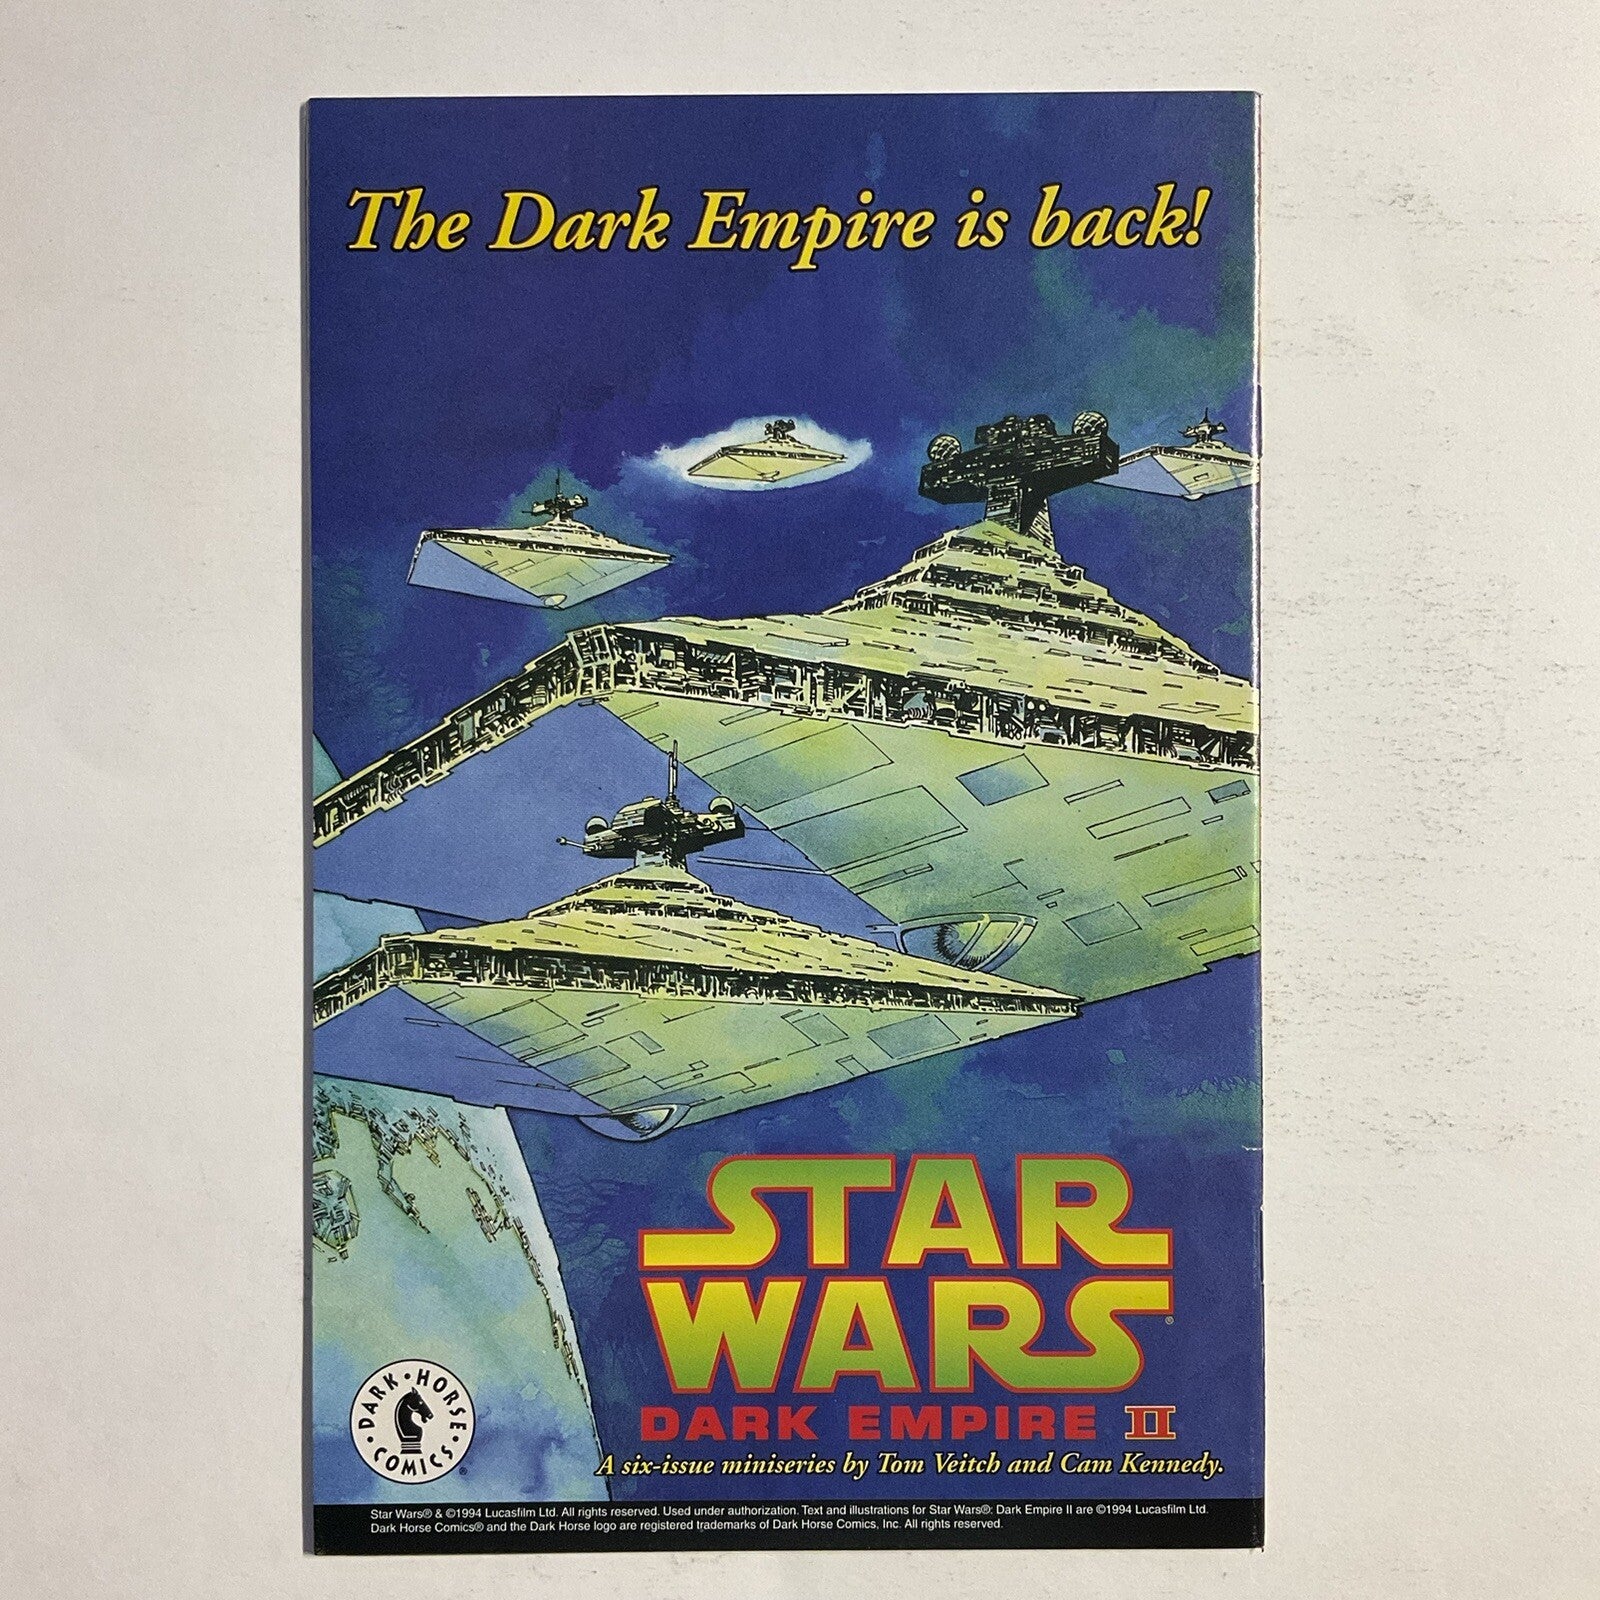 The Dark Empire is back!
STAR
WARS®
DARK EMPIRE II
A six-issue miniseries by Tom Veitch and Cam Kennedy.
·DARK·HORSE·
COMICS®
Star Wars® & ©1994 Lucasfilm Ltd. All rights reserved. Used under authorization. Text and illustrations for Star Wars®: Dark Empire II are ©1994 Lucasfilm Ltd.
Dark Horse Comics® and the Dark Horse logo are registered trademarks of Dark Horse Comics, Inc. All rights reserved.